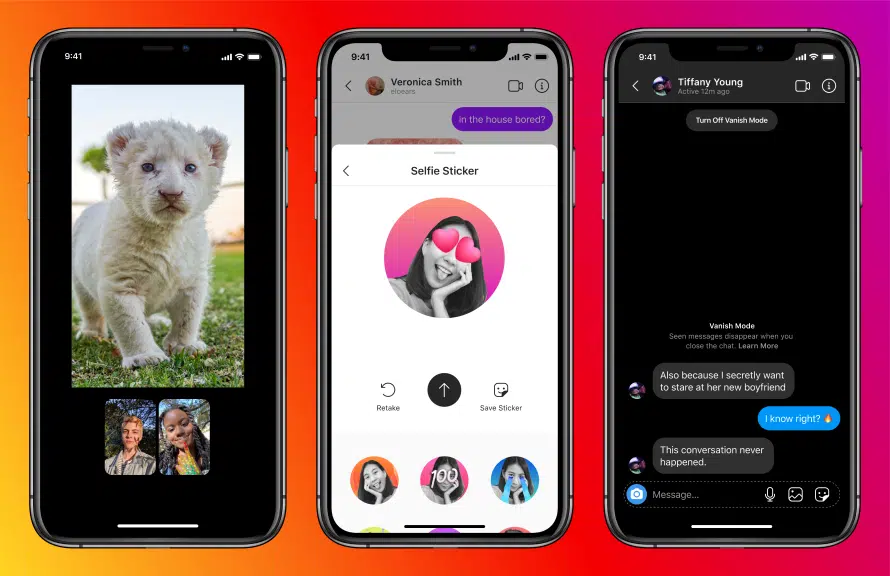 9:41
9:41
Veronica Smith
eloears
in the house bored?
Selfie Sticker
Retake
Save Sticker
100
9:41
Tiffany Young
Active 12m ago
Turn Off Vanish Mode
Vanish Mode
Seen messages disappear when you
close the chat. Learn More
Also because I secretly want
to stare at her new boyfriend
I know right? 🔥
This conversation never
happened.
Message...